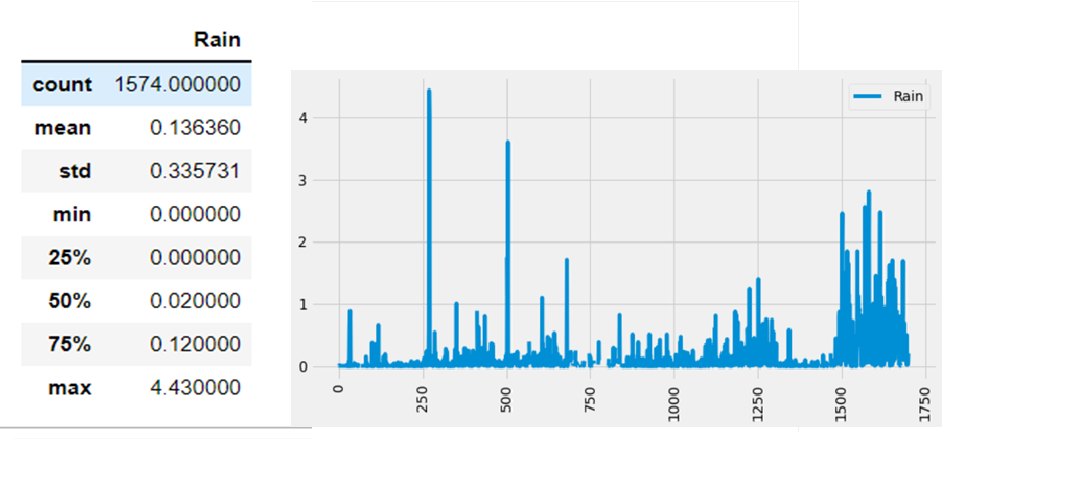 Rain
count 1574.000000
mean 0.136360
std 0.335731
min 0.000000
25% 0.000000
50% 0.020000
75% 0.120000
max 4.430000
Rain
4
3
2
1
0
0 250 500 750 1000 1250 1500 1750